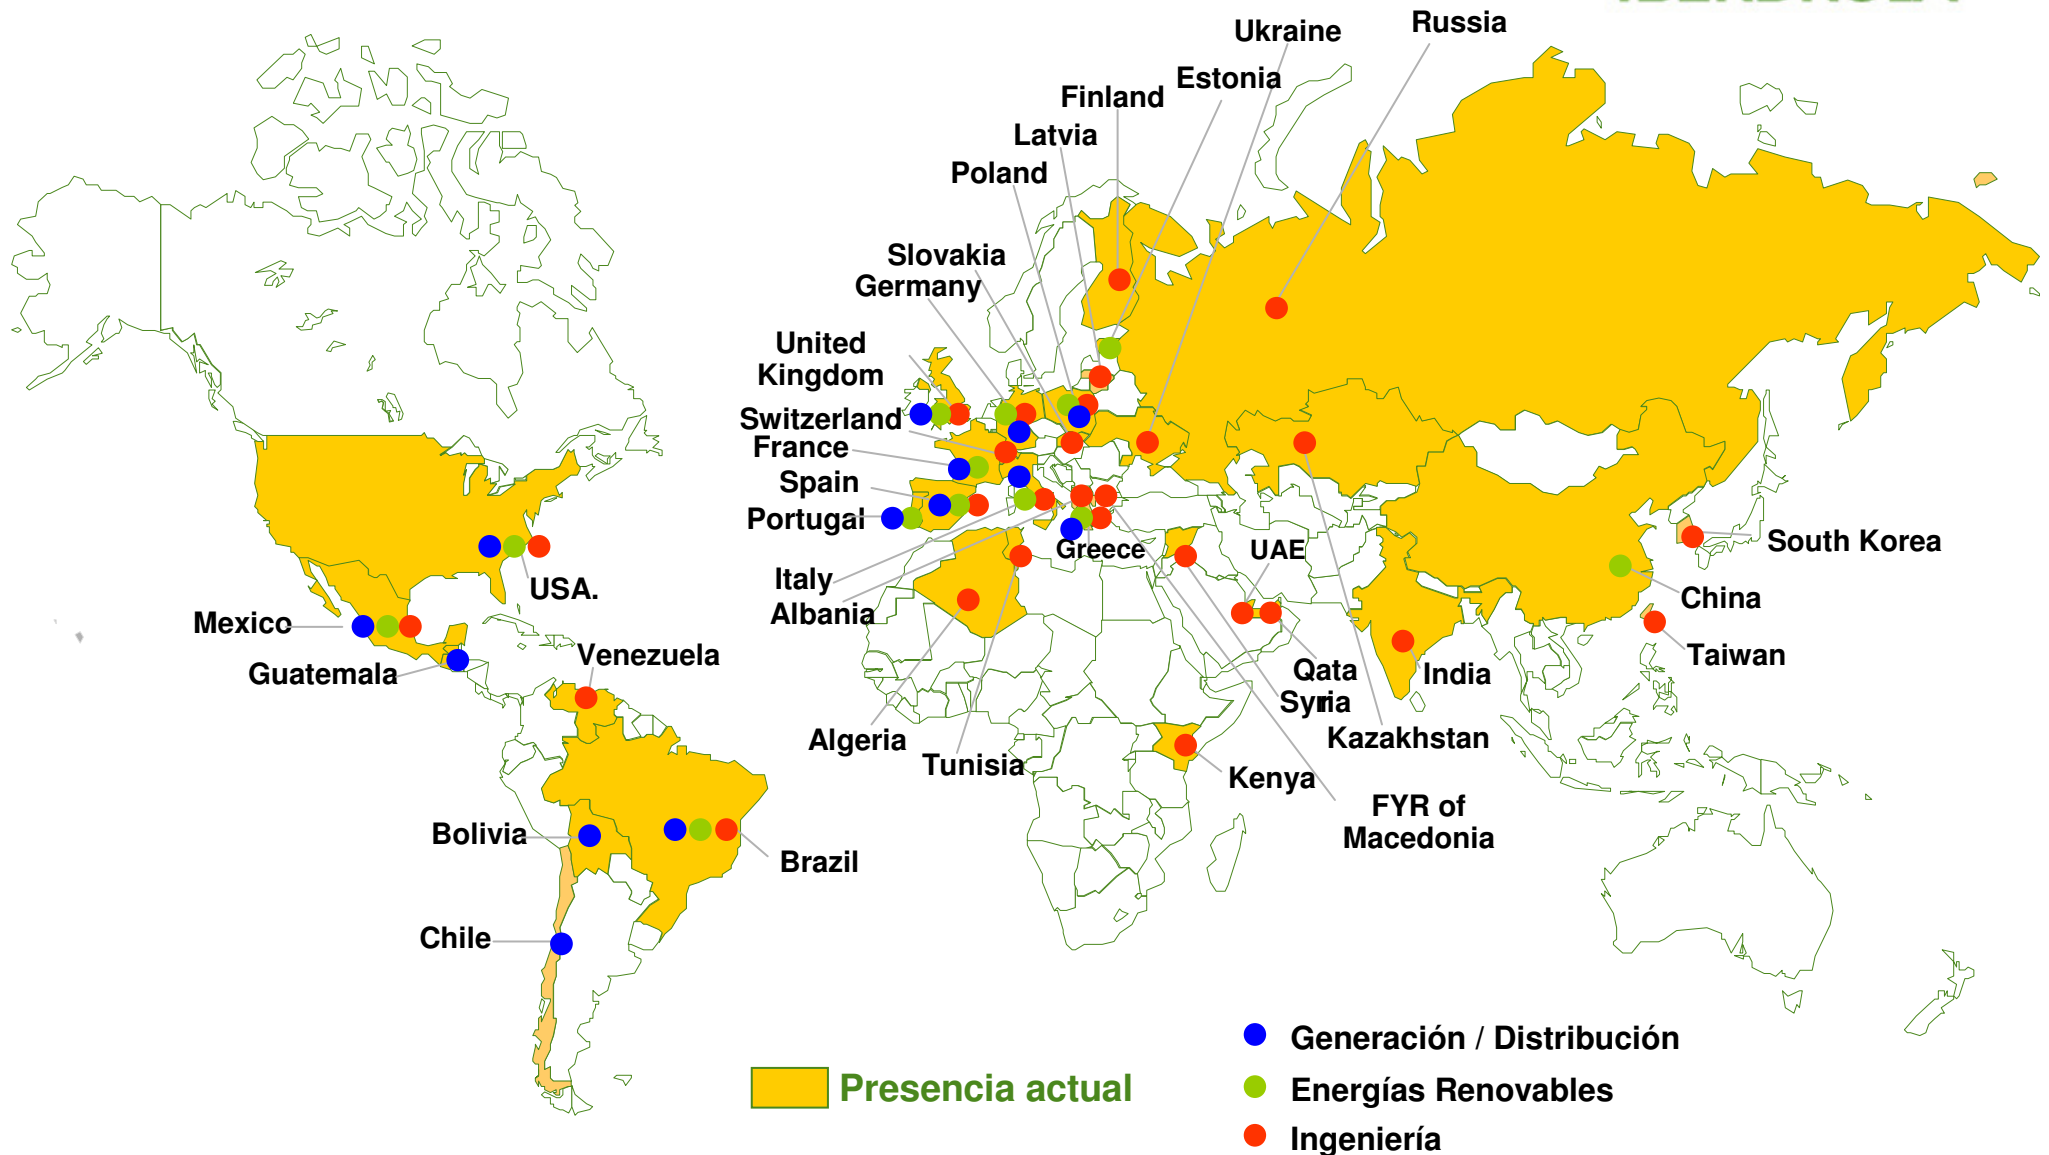 Ukraine
Russia
Estonia
Finland
Latvia
Poland
Slovakia
Germany
United
Kingdom
Switzerland
France
Spain
Portugal
Greece
UAE
South Korea
Italy
USA.
China
Albania
Mexico
Taiwan
Venezuela
Guatemala
Qata
India
Syria
Algeria
Kazakhstan
Tunisia
Kenya
FYR of
Macedonia
Bolivia
Brazil
Chile
Generación / Distribución
Presencia actual
Energías Renovables
Ingeniería